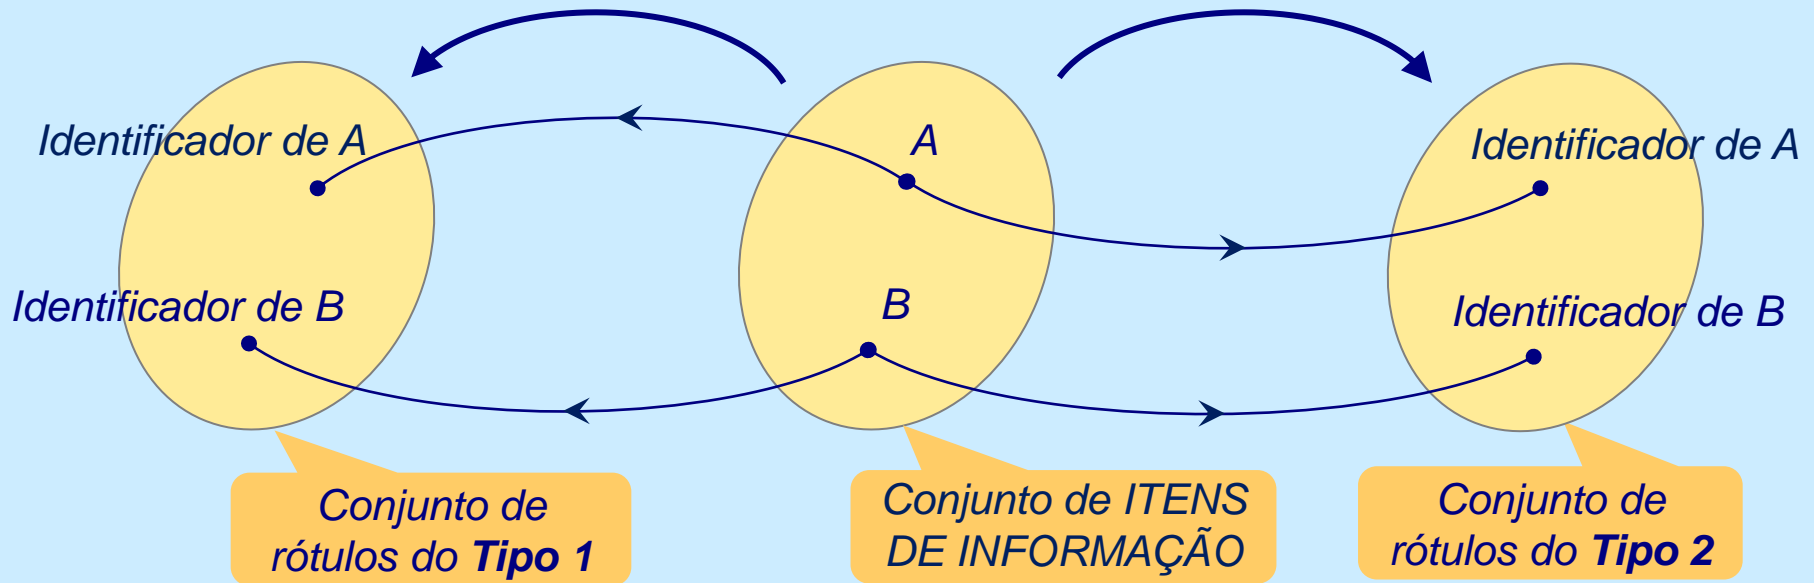 Identificador de A
A
Identificador de A
Identificador de B
B
Identificador de B
Conjunto de
rótulos do Tipo 1
Conjunto de ITENS
DE INFORMAÇÃO
Conjunto de
rótulos do Tipo 2